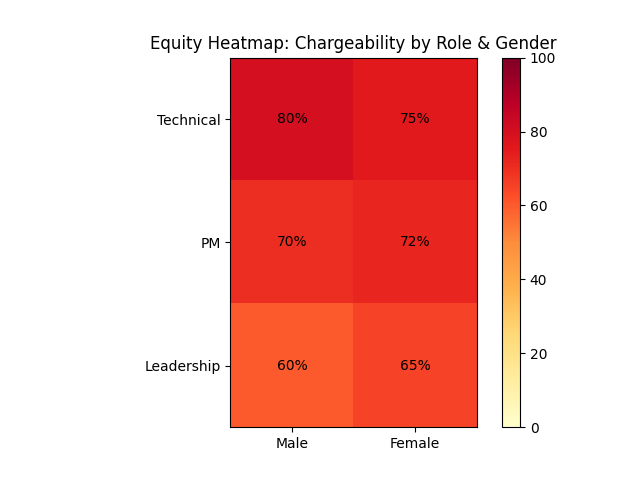 Equity Heatmap: Chargeability by Role & Gender
100
Technical 80% 75%
80
PM 70% 72%
60
40
Leadership 60% 65%
20
0
Male Female